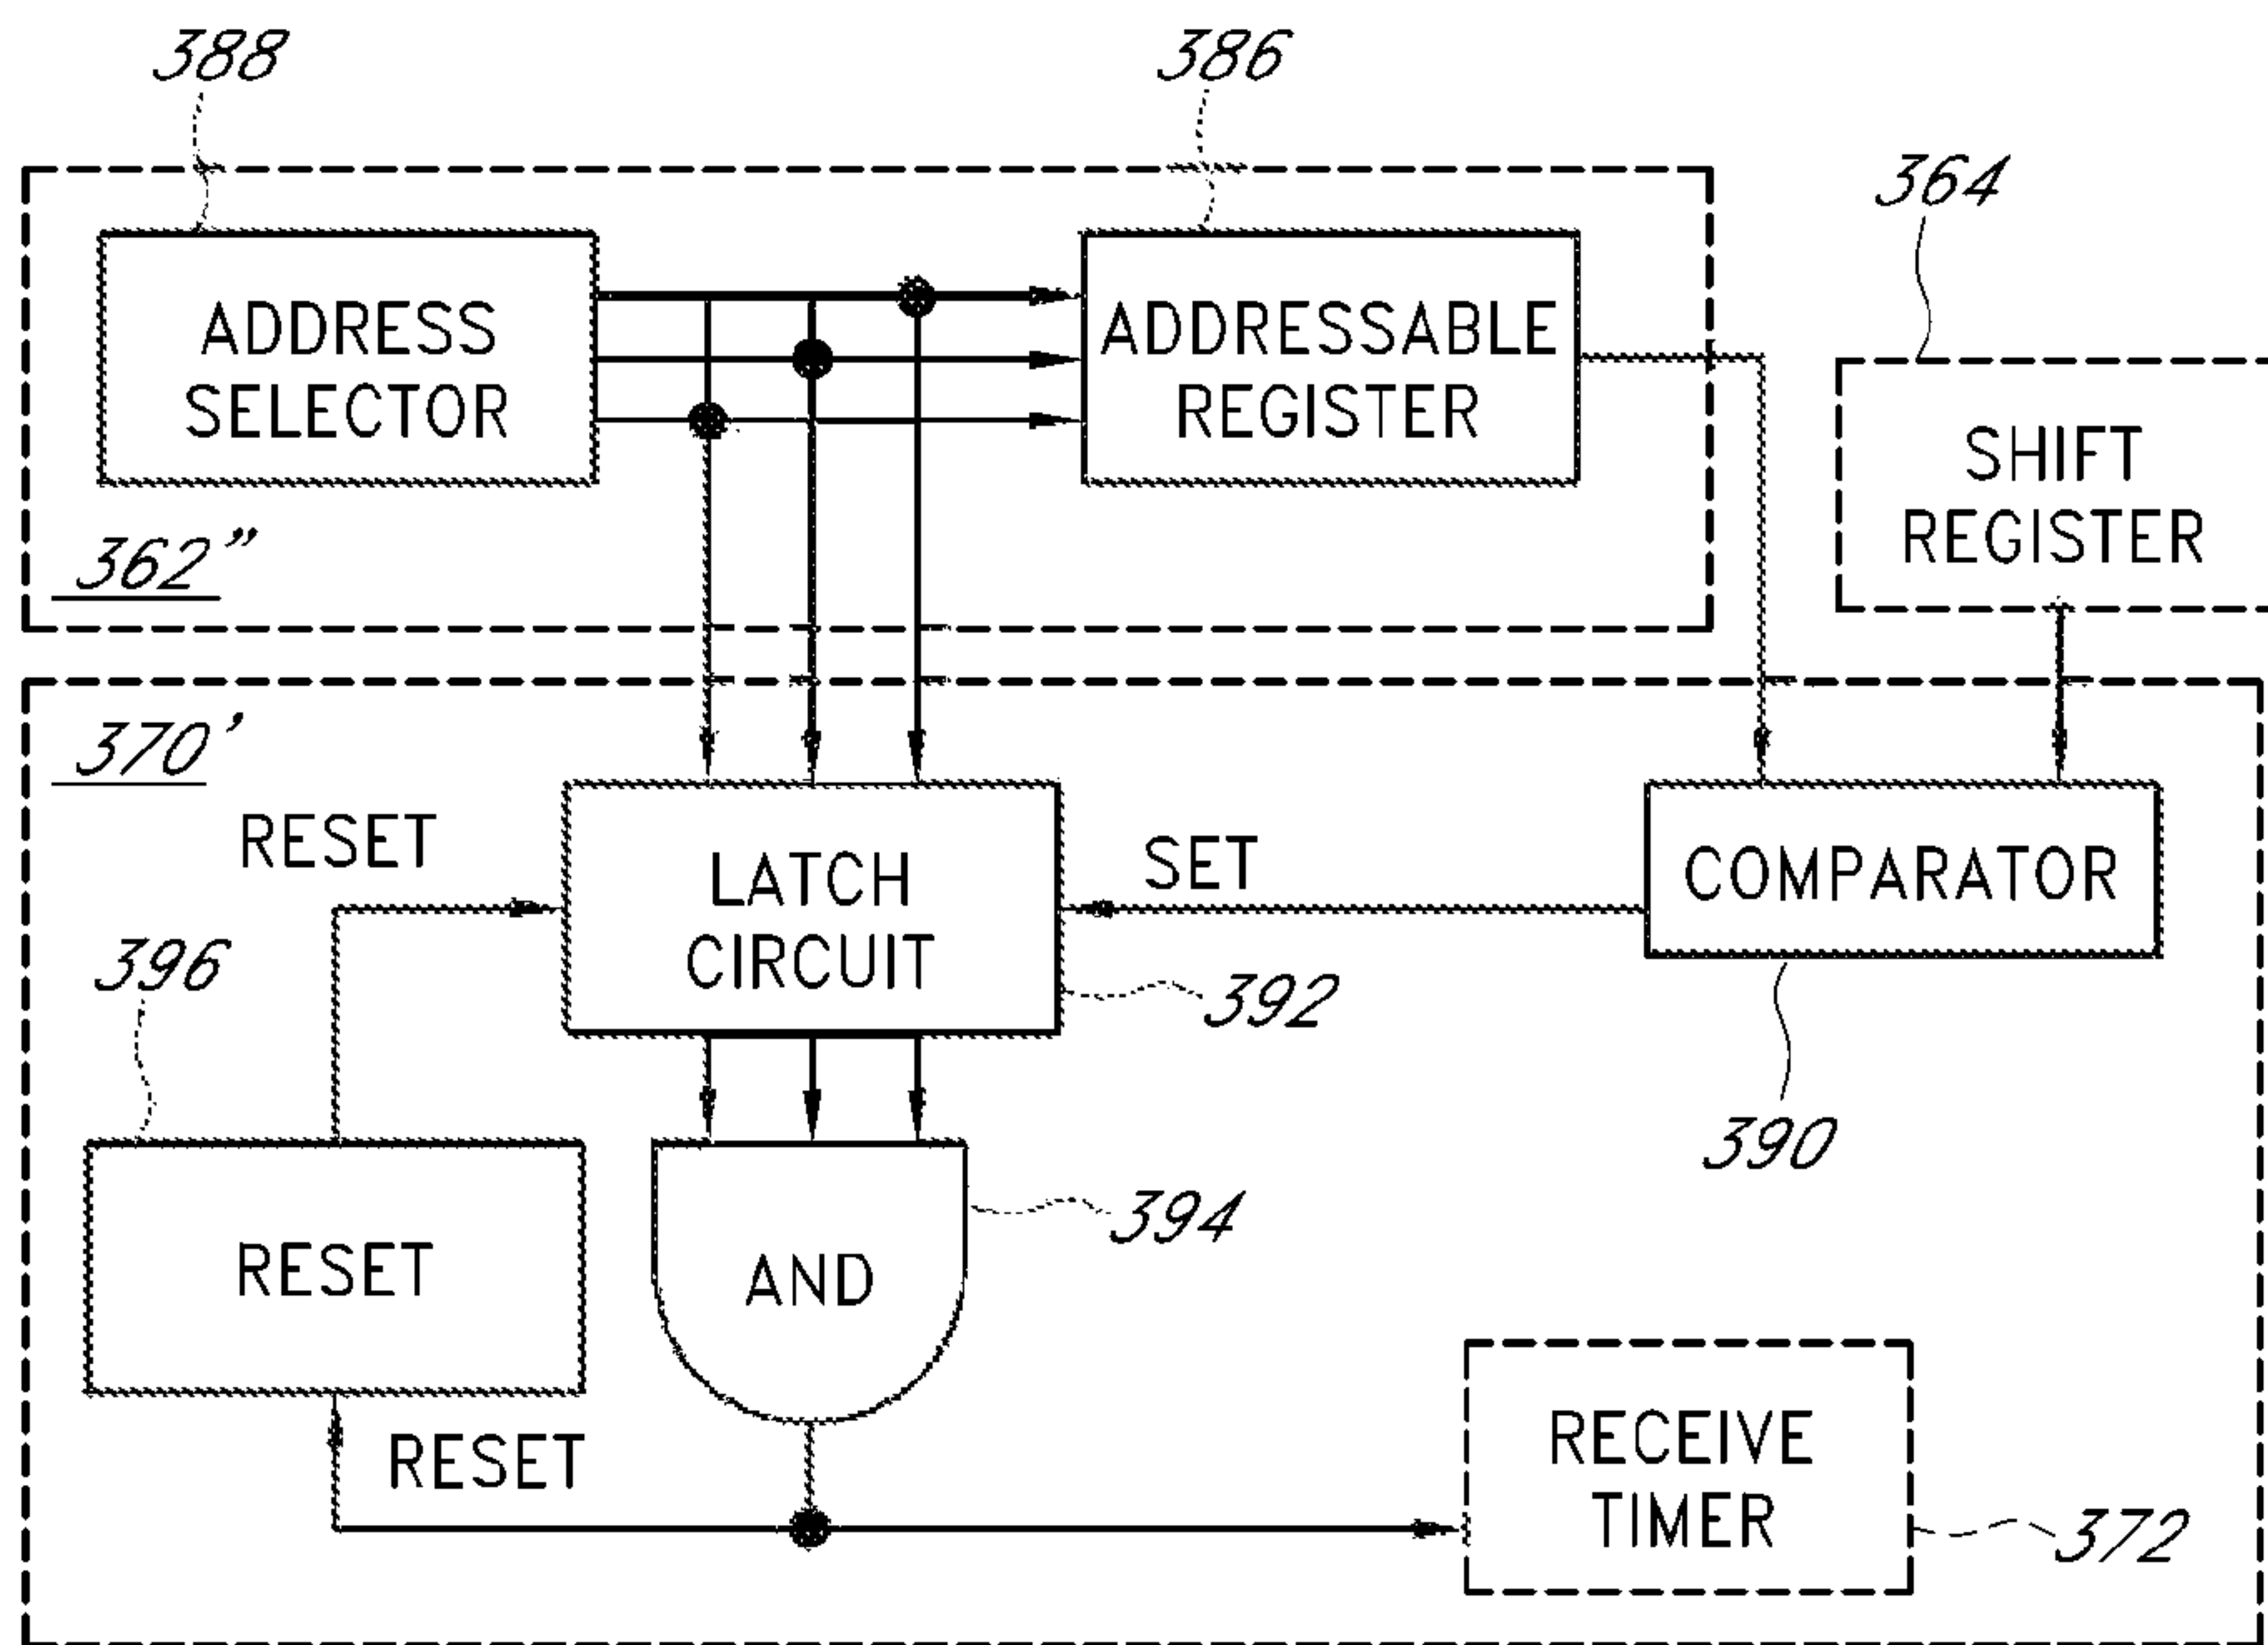 388
386
364
ADDRESS
SELECTOR
ADDRESSABLE
REGISTER
SHIFT
REGISTER
362"
370'
RESET
LATCH
CIRCUIT
SET
COMPARATOR
396
392
390
394
RESET
AND
RESET
RECEIVE
TIMER
372